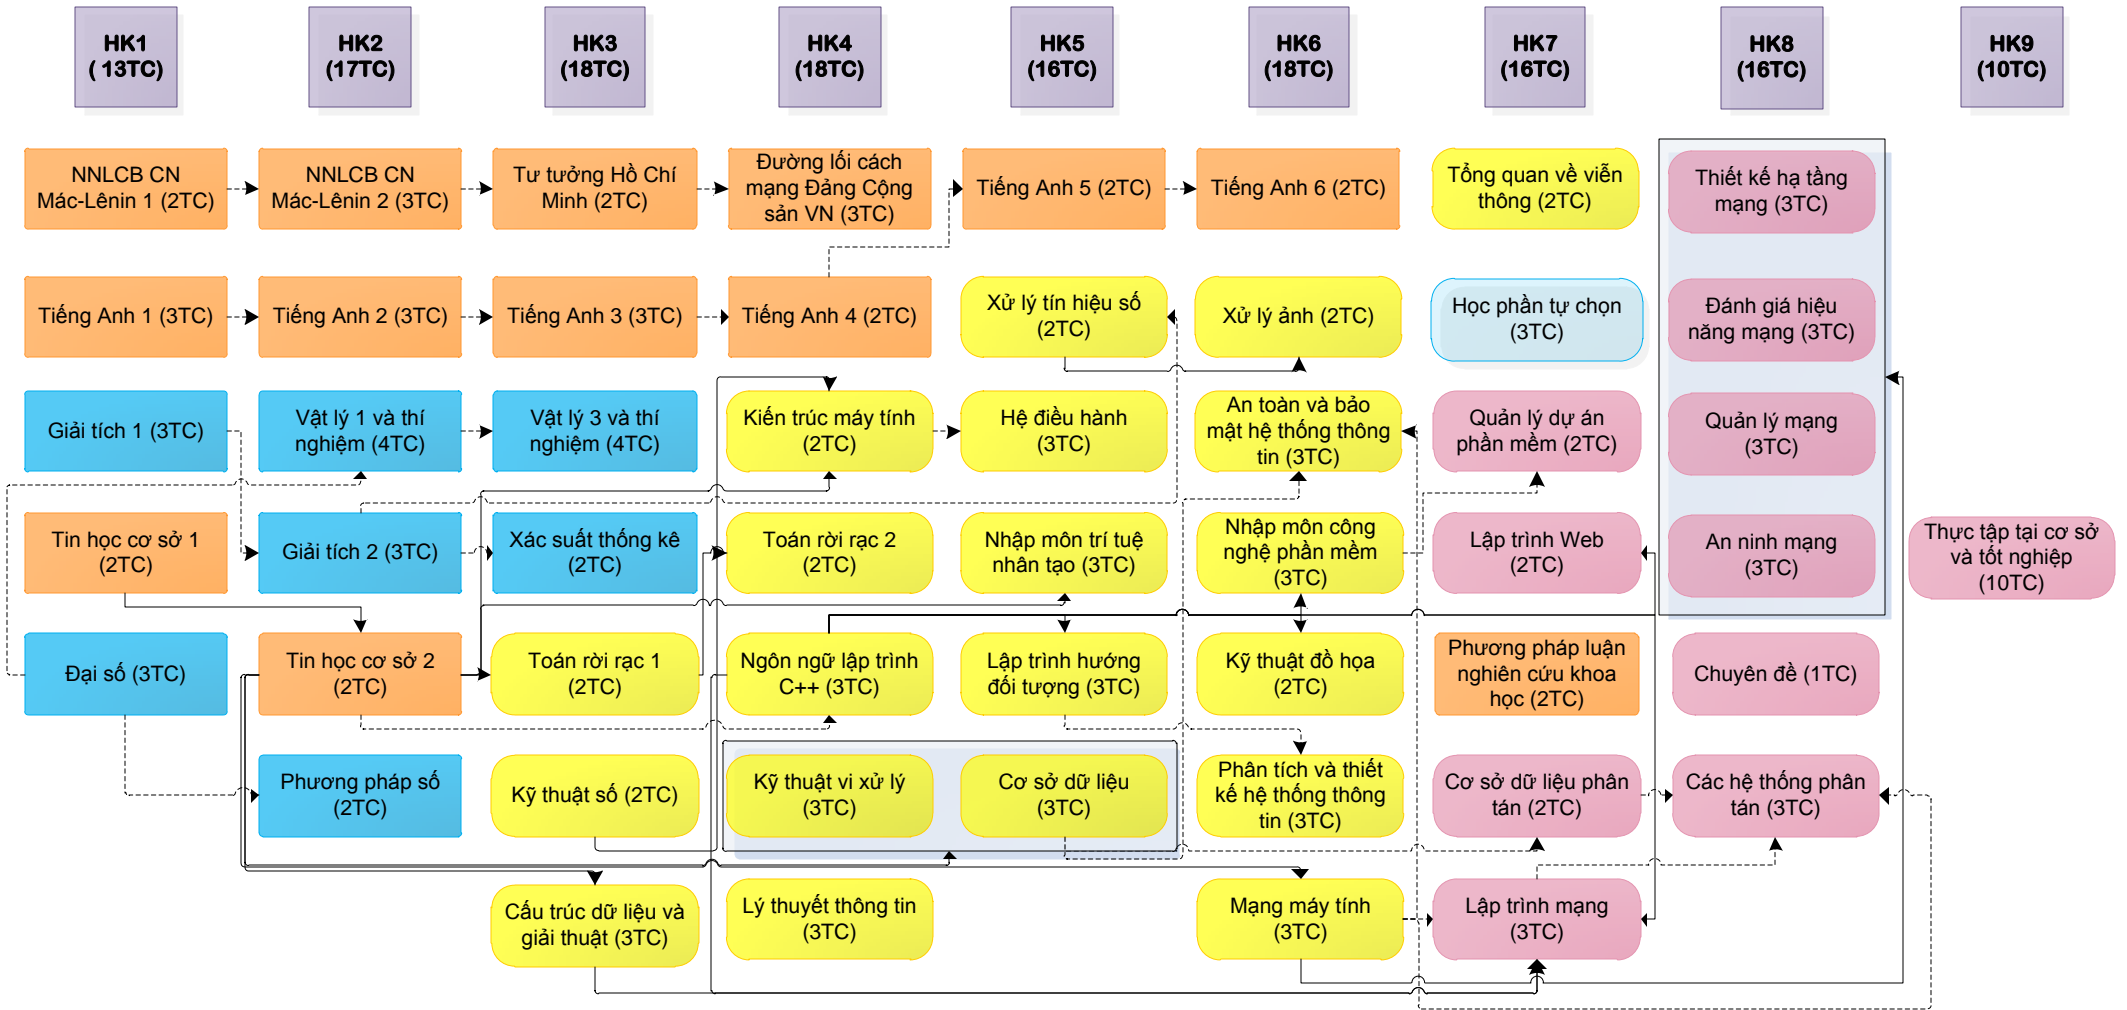 HK1
( 13TC)
HK2
(17TC)
HK3
(18TC)
HK4
(18TC)
HK5
(16TC)
HK6
(18TC)
HK7
(16TC)
HK8
(16TC)
HK9
(10TC)
NNLCB CN
Mác-Lênin 1 (2TC)
NNLCB CN
Mác-Lênin 2 (3TC)
Tư tưởng Hồ Chí
Minh (2TC)
Đường lối cách
mạng Đảng Cộng
sản VN (3TC)
Tiếng Anh 5 (2TC)
Tiếng Anh 6 (2TC)
Tổng quan về viễn
thông (2TC)
Thiết kế hạ tầng
mạng (3TC)
Tiếng Anh 1 (3TC)
Tiếng Anh 2 (3TC)
Tiếng Anh 3 (3TC)
Tiếng Anh 4 (2TC)
Xử lý tín hiệu số
(2TC)
Xử lý ảnh (2TC)
Học phần tự chọn
(3TC)
Đánh giá hiệu
năng mạng (3TC)
Giải tích 1 (3TC)
Vật lý 1 và thí
nghiệm (4TC)
Vật lý 3 và thí
nghiệm (4TC)
Kiến trúc máy tính
(2TC)
Hệ điều hành
(3TC)
An toàn và bảo
mật hệ thống thông
tin (3TC)
Quản lý dự án
phần mềm (2TC)
Quản lý mạng
(3TC)
Tin học cơ sở 1
(2TC)
Giải tích 2 (3TC)
Xác suất thống kê
(2TC)
Toán rời rạc 2
(2TC)
Nhập môn trí tuệ
nhân tạo (3TC)
Nhập môn công
nghệ phần mềm
(3TC)
Lập trình Web
(2TC)
An ninh mạng
(3TC)
Thực tập tại cơ sở
và tốt nghiệp
(10TC)
Đại số (3TC)
Tin học cơ sở 2
(2TC)
Toán rời rạc 1
(2TC)
Ngôn ngữ lập trình
C++ (3TC)
Lập trình hướng
đối tượng (3TC)
Kỹ thuật đồ họa
(2TC)
Phương pháp luận
nghiên cứu khoa
học (2TC)
Chuyên đề (1TC)
Phương pháp số
(2TC)
Kỹ thuật số (2TC)
Kỹ thuật vi xử lý
(3TC)
Cơ sở dữ liệu
(3TC)
Phân tích và thiết
kế hệ thống thông
tin (3TC)
Cơ sở dữ liệu phân
tán (2TC)
Các hệ thống phân
tán (3TC)
Cấu trúc dữ liệu và
giải thuật (3TC)
Lý thuyết thông tin
(3TC)
Mạng máy tính
(3TC)
Lập trình mạng
(3TC)